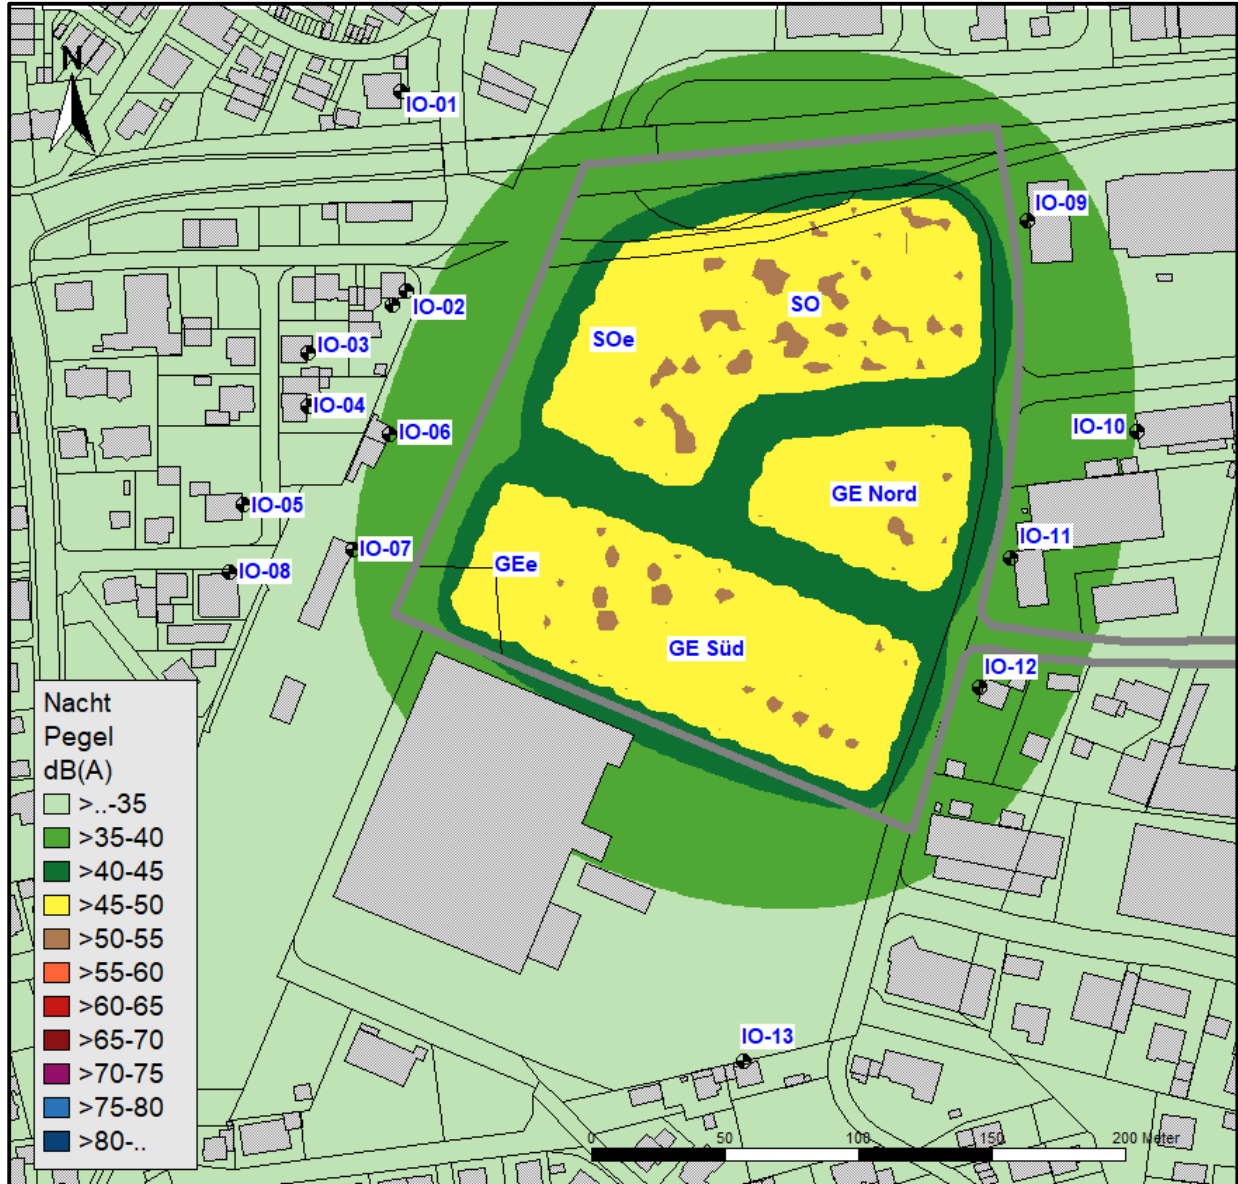 N
IO-01
IO-09
IO-02
SO
SOe
IO-03
IO-04
IO-10
IO-06
GE Nord
IO-05
IO-11
IO-07
GEe
IO-08
GE Süd
IO-12
Nacht
Pegel
dB(A)
>..-35
>35-40
>40-45
>45-50
>50-55
>55-60
>60-65
>65-70
>70-75
>75-80
>80-..
IO-13
0 50 100 150 200 Meter